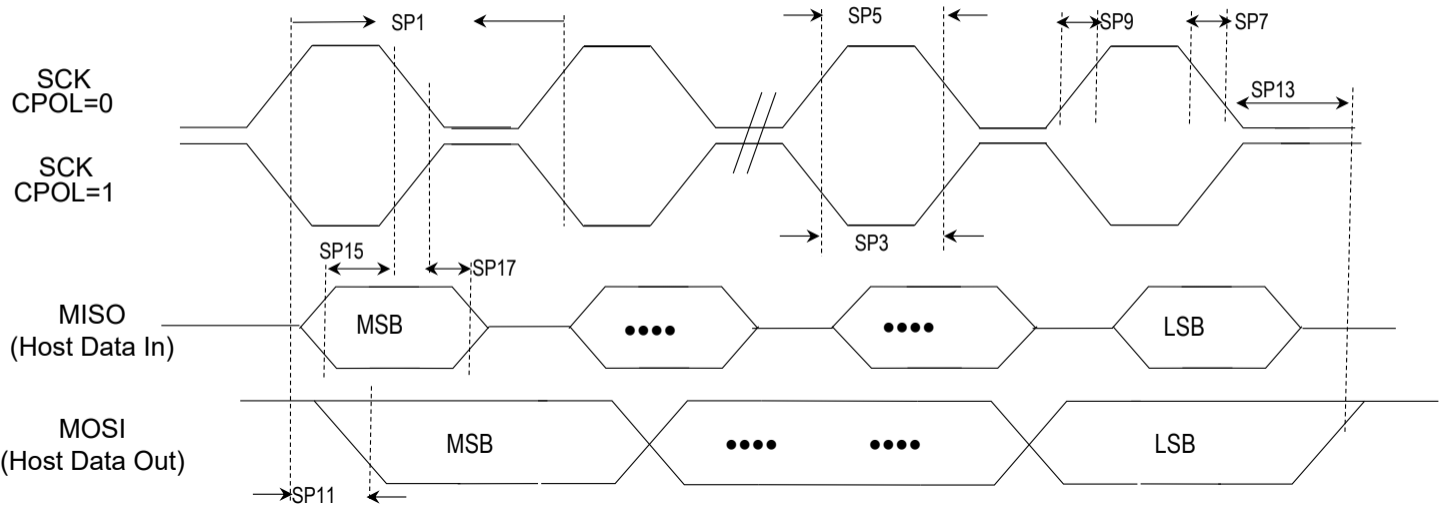 SP1
SP5
SP9
SP7
SCK
CPOL=0
SP13
SCK
CPOL=1
SP3
SP15
SP17
MISO
(Host Data In)
MSB
••••
••••
LSB
MOSI
(Host Data Out)
MSB
••••
••••
LSB
SP11